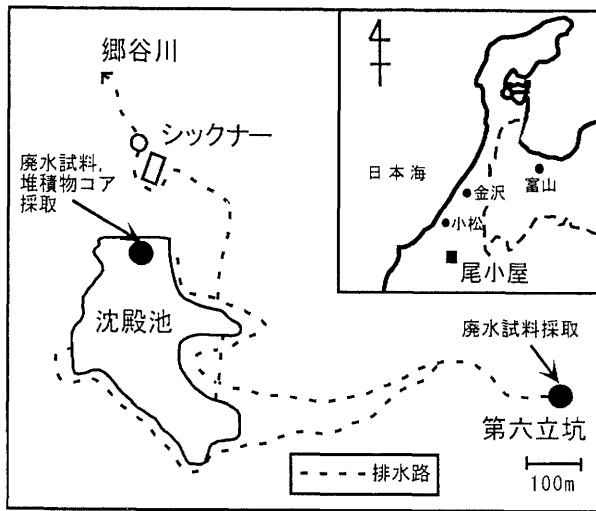 郷谷川
シックナー
廃水試料,
堆積物コア
採取
沈殿池
日本海
金沢
富山
小松
尾小屋
廃水試料採取
第六立坑
排水路
100m